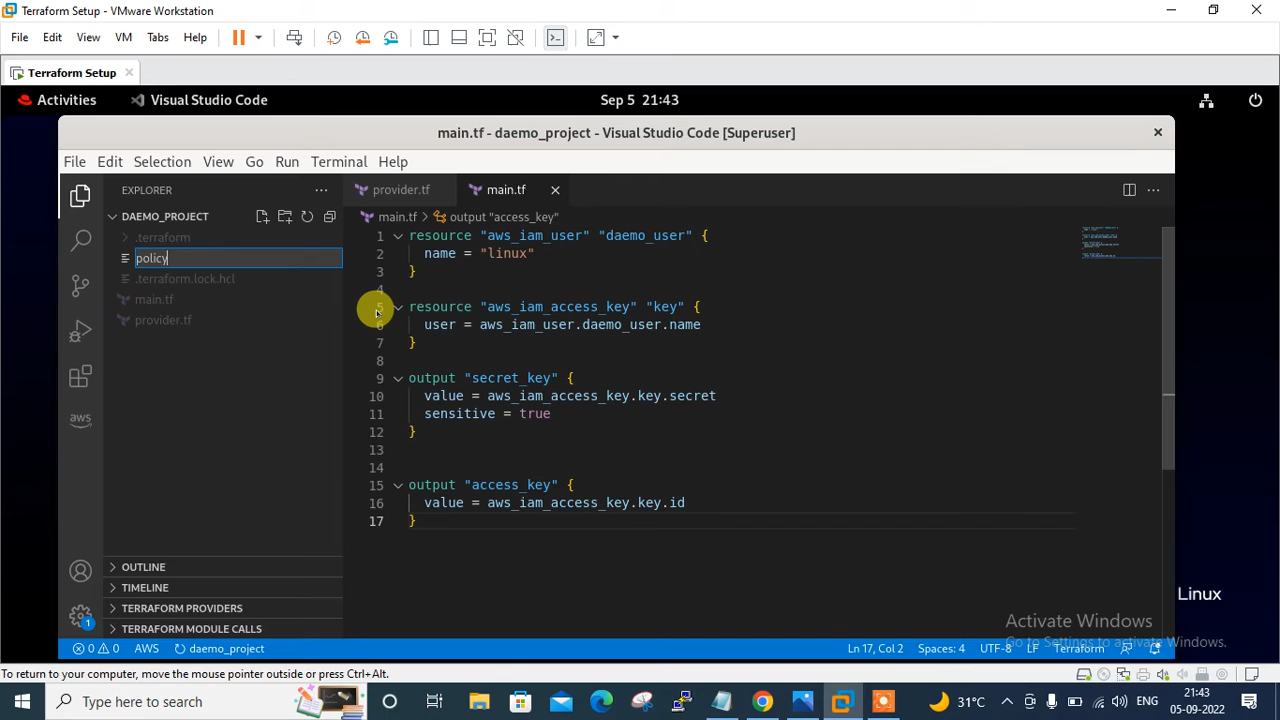 Terraform Setup - VMware Workstation
File Edit View VM Tabs Help
Terraform Setup
Activities Visual Studio Code Sep 5 21:43
main.tf - daemo_project - Visual Studio Code [Superuser]
File Edit Selection View Go Run Terminal Help
EXPLORER
DAEMO_PROJECT
.terraform
policy
.terraform.lock.hcl
main.tf
provider.tf
OUTLINE
TIMELINE
TERRAFORM PROVIDERS
TERRAFORM MODULE CALLS
aws
1
provider.tf main.tf
main.tf > output "access_key"
1 resource "aws_iam_user" "daemo_user" {
2 name = "linux"
3 }
4
5 resource "aws_iam_access_key" "key" {
6 user = aws_iam_user.daemo_user.name
7 }
8
9 output "secret_key" {
10 value = aws_iam_access_key.key.secret
11 sensitive = true
12 }
13
14
15 output "access_key" {
16 value = aws_iam_access_key.key.id
17 }
Linux
Activate Windows
Go to Settings to activate Windows.
0 0 AWS daemo_project Ln 17, Col 2 Spaces: 4 UTF-8 LF Terraform
To return to your computer, move the mouse pointer outside or press Ctrl+Alt.
Type here to search 31°C ENG 21:43
05-09-2022